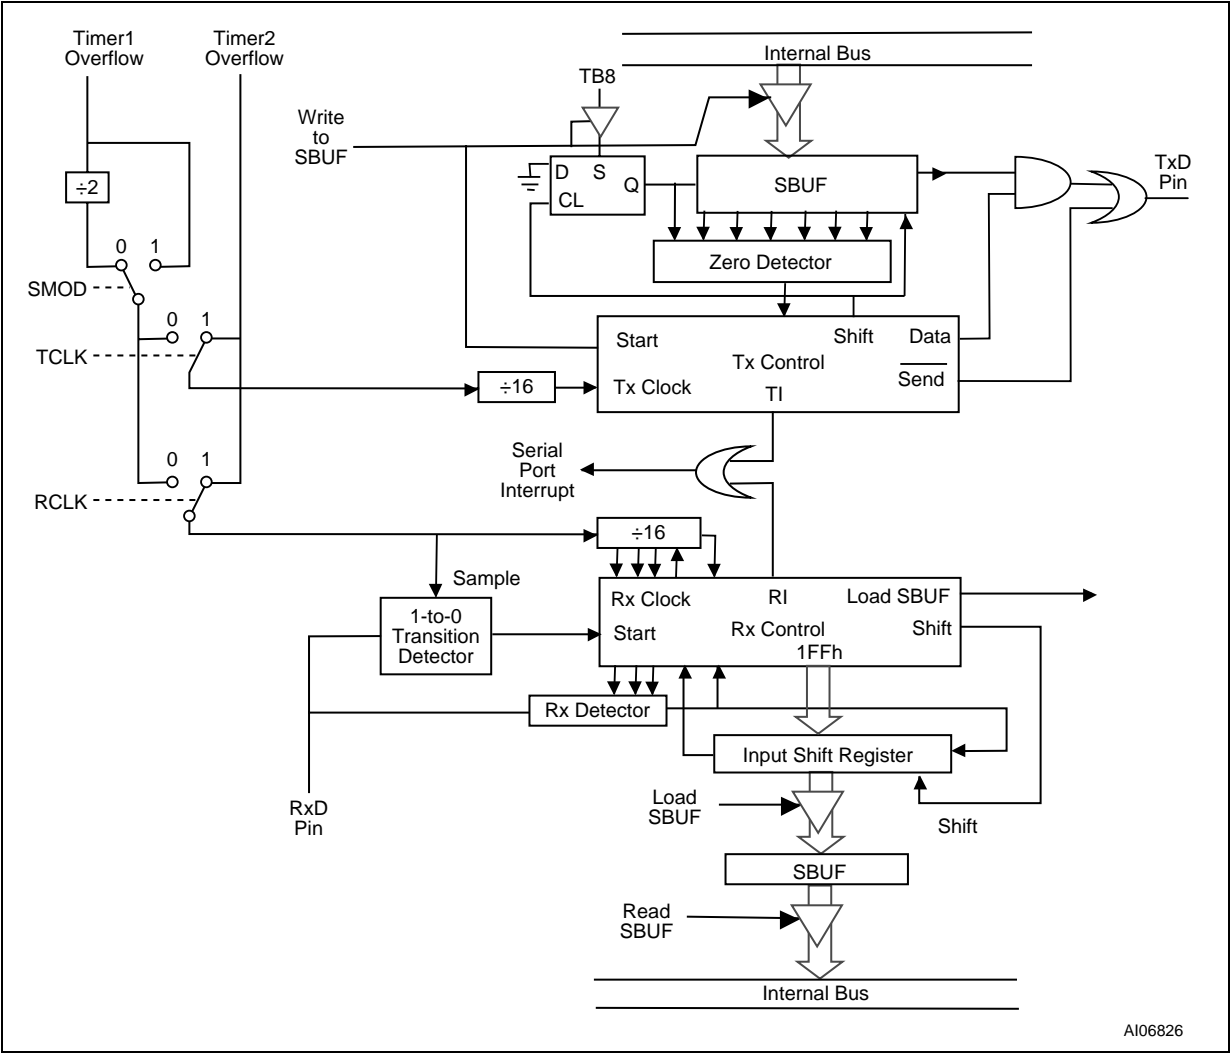 Timer1
Overflow
Timer2
Overflow
Internal Bus
TB8
Write
to
SBUF
÷2
D
S
Q
CL
SBUF
TxD
Pin
0
1
Zero Detector
SMOD
0
1
TCLK
Start
Shift
Data
Tx Control
Send
÷16
Tx Clock
TI
Serial
Port
Interrupt
0
1
RCLK
÷16
Sample
Rx Clock
RI
Load SBUF
1-to-0
Transition
Detector
Start
Rx Control
Shift
1FFh
Rx Detector
Input Shift Register
RxD
Pin
Load
SBUF
Shift
SBUF
Read
SBUF
Internal Bus
AI06826